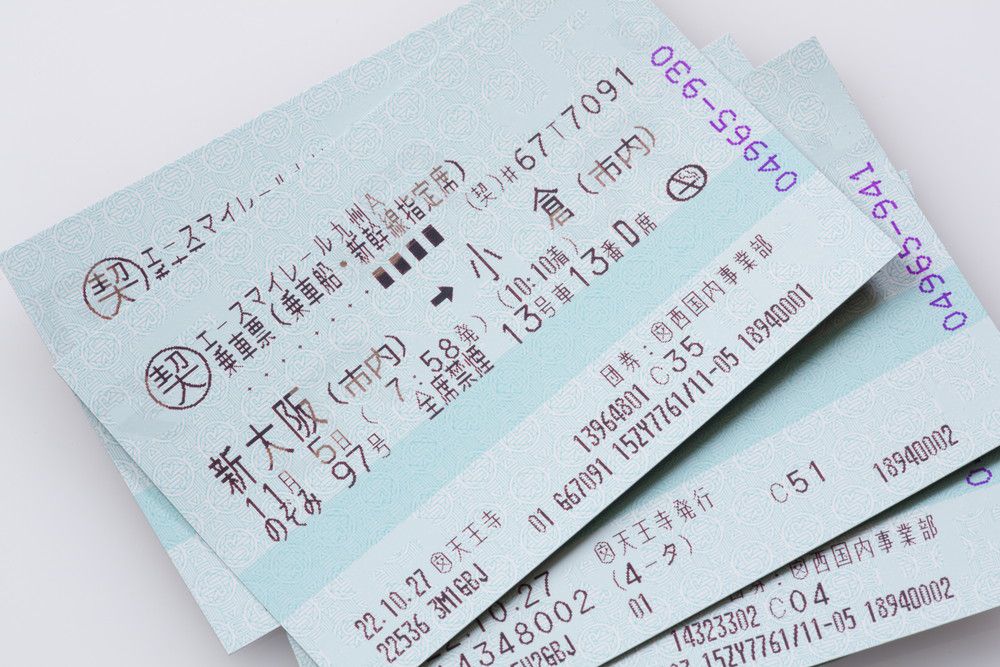 04965-930
契 エースマイレール
契 エースマイレール九州A
乗車票(乗車船・新幹線指定席)
(契)#67T7091
新大阪(市内) ➡ 小倉(市内)
11月 5日( 7:58発) (10:10着)
のぞみ 97号 全席禁煙 13号車 13番D席
団券:西国内事業部
13964801 C35
22.10.27 天王寺 01 667091 15ZY7761/11-05 18940001
22536 3M1GBJ
04965-941
天王寺発行 C51 18940002
(4-タ)
01
10.27
4348002
西国内事業部
14323302 C04
15ZY7761/11-05 18940002